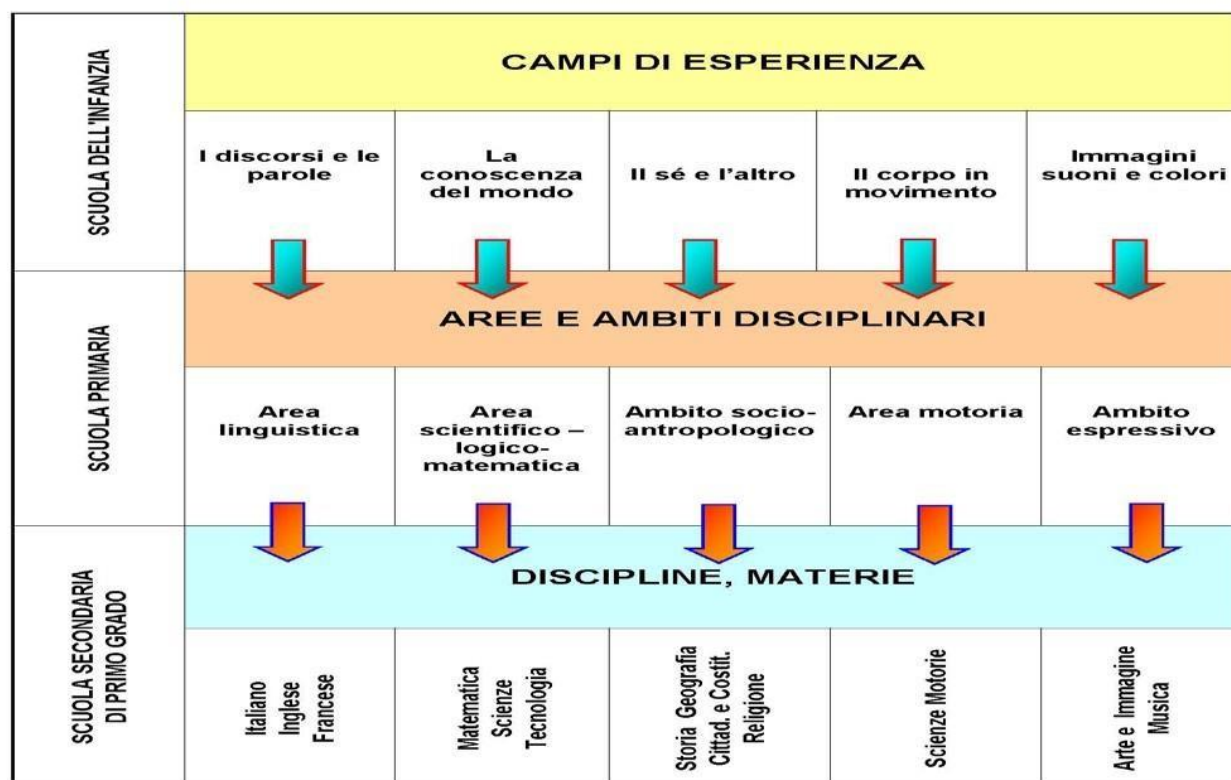 SCUOLA DELL'INFANZIA
CAMPI DI ESPERIENZA
I discorsi e le
parole
La
conoscenza
del mondo
Il sé e l'altro
Il corpo in
movimento
Immagini
suoni e colori
SCUOLA PRIMARIA
AREE E AMBITI DISCIPLINARI
Area
linguistica
Area
scientifico –
logico-
matematica
Ambito socio-
antropologico
Area motoria
Ambito
espressivo
SCUOLA SECONDARIA
DI PRIMO GRADO
DISCIPLINE, MATERIE
Italiano
Inglese
Francese
Matematica
Scienze
Tecnologia
Storia Geografia
Cittad. e Costit.
Religione
Scienze Motorie
Arte e Immagine
Musica